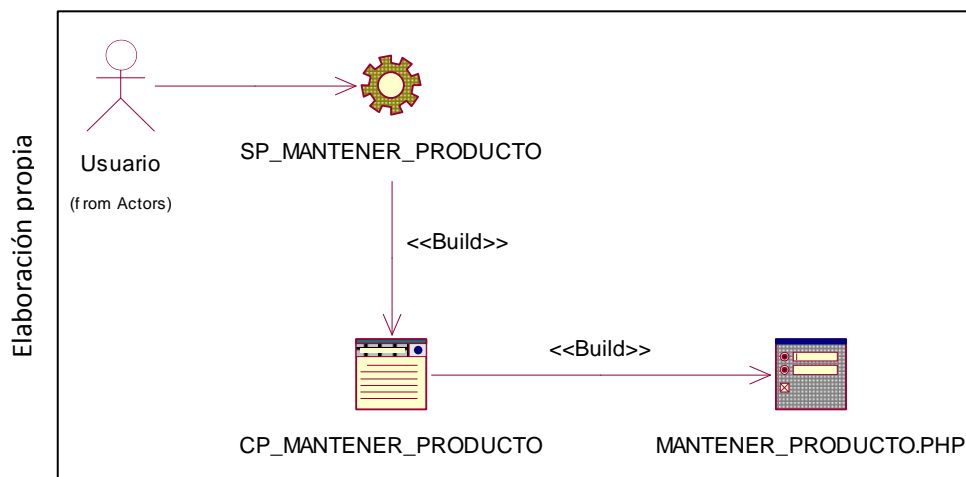 Elaboración propia
Usuario
(from Actors)
SP_MANTENER_PRODUCTO
<<Build>>
<<Build>>
CP_MANTENER_PRODUCTO
MANTENER_PRODUCTO.PHP